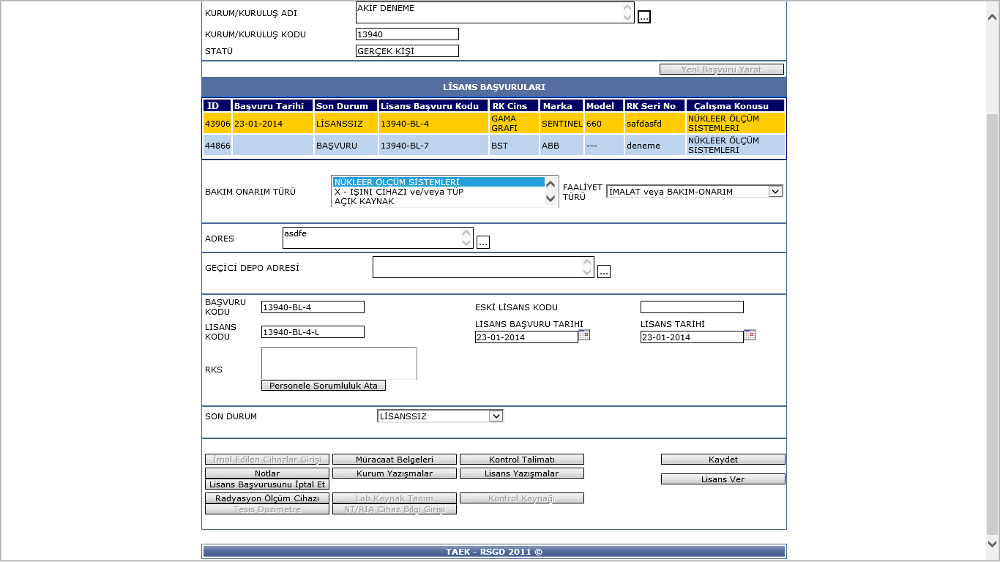 KURUM/KURULUŞ ADI AKİF DENEME ...
KURUM/KURULUŞ KODU 13940
STATÜ GERÇEK KİŞİ
Yeni Başvuru Yarat
LİSANS BAŞVURULARI
ID Başvuru Tarihi Son Durum Lisans Başvuru Kodu RK Cins Marka Model RK Seri No Çalışma Konusu
43906 23-01-2014 LİSANSSIZ 13940-BL-4 GAMA GRAFİ SENTINEL 660 safdasfd NÜKLEER ÖLÇÜM SİSTEMLERİ
44866 BAŞVURU 13940-BL-7 BST ABB --- deneme NÜKLEER ÖLÇÜM SİSTEMLERİ
BAKIM ONARIM TÜRÜ
NÜKLEER ÖLÇÜM SİSTEMLERİ
X - IŞINI CİHAZI ve/veya TÜP
AÇIK KAYNAK
FAALİYET TÜRÜ İMALAT veya BAKIM-ONARIM
ADRES asdfe ...
GEÇİCİ DEPO ADRESİ ...
BAŞVURU KODU 13940-BL-4 ESKİ LİSANS KODU
LİSANS KODU 13940-BL-4-L
LİSANS BAŞVURU TARİHİ LİSANS TARİHİ
23-01-2014 23-01-2014
RKS
Personele Sorumluluk Ata
SON DURUM LİSANSSIZ
İmal Edilen Cihazlar Girişi Müracaat Belgeleri Kontrol Talimatı Kaydet
Notlar Kurum Yazışmalar Lisans Yazışmalar Lisans Ver
Lisans Başvurusunu İptal Et
Radyasyon Ölçüm Cihazı Lab Kaynak Tanım Kontrol Kaynağı
Tesis Dozimetre NT/RIA Cihaz Bilgi Girişi
TAEK - RSGD 2011 ©